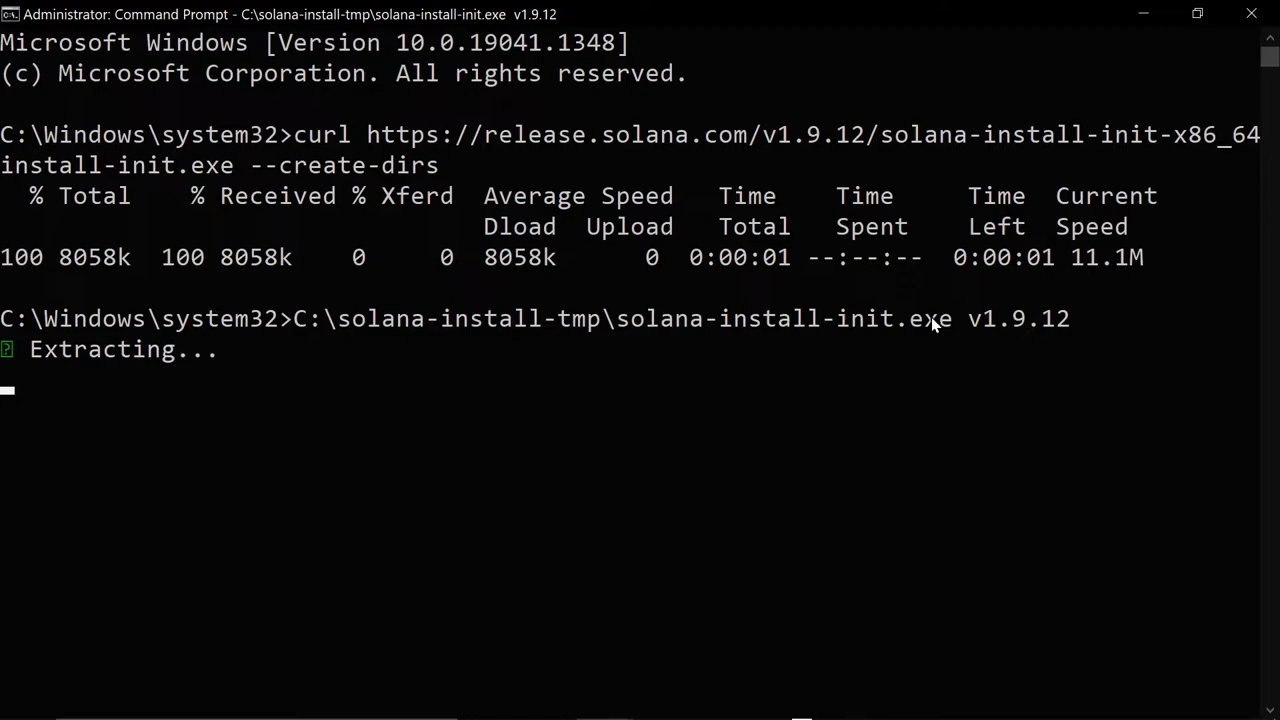 Administrator: Command Prompt - C:\solana-install-tmp\solana-install-init.exe v1.9.12
Microsoft Windows [Version 10.0.19041.1348]
(c) Microsoft Corporation. All rights reserved.
C:\Windows\system32>curl https://release.solana.com/v1.9.12/solana-install-init-x86_64
install-init.exe --create-dirs
% Total % Received % Xferd Average Speed Time Time Time Current
Dload Upload Total Spent Left Speed
100 8058k 100 8058k 0 0 8058k 0 0:00:01 --:--:-- 0:00:01 11.1M
C:\Windows\system32>C:\solana-install-tmp\solana-install-init.exe v1.9.12
Extracting...